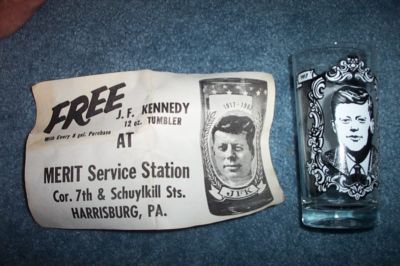 FREE
With Every 8 gal. Purchase
J. F. KENNEDY
12 oz. TUMBLER
AT
MERIT Service Station
Cor. 7th & Schuylkill Sts.
HARRISBURG, PA.
1917-1963
JFK
1917